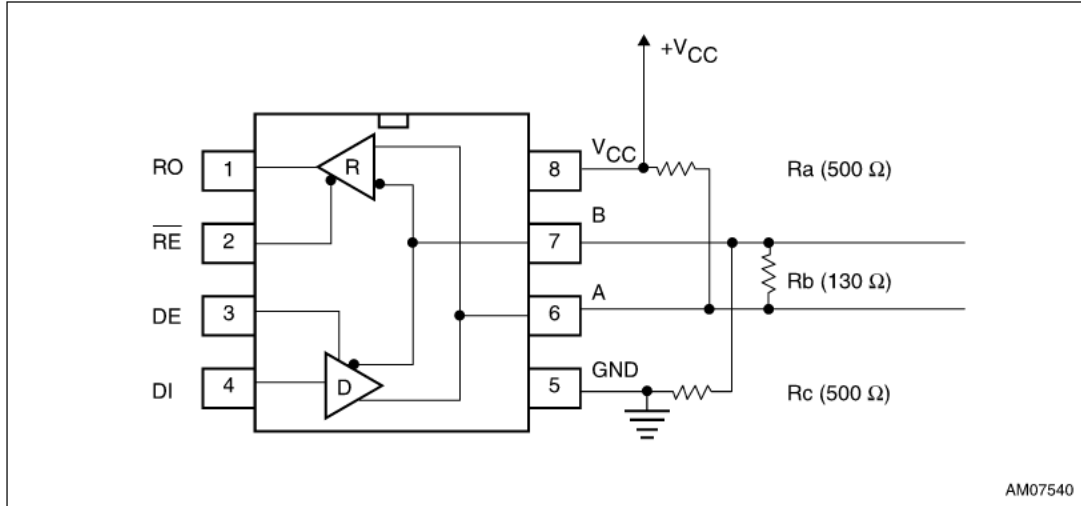 +VCC
RO 1 R 8 VCC Ra (500 Ω)
RE 2 7 B Rb (130 Ω)
DE 3 6 A
DI 4 D 5 GND Rc (500 Ω)
AM07540